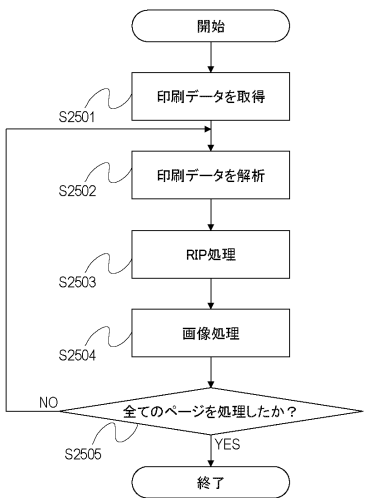 開始
印刷データを取得
S2501
印刷データを解析
S2502
RIP処理
S2503
画像処理
S2504
全てのページを処理したか？
NO
S2505
YES
終了